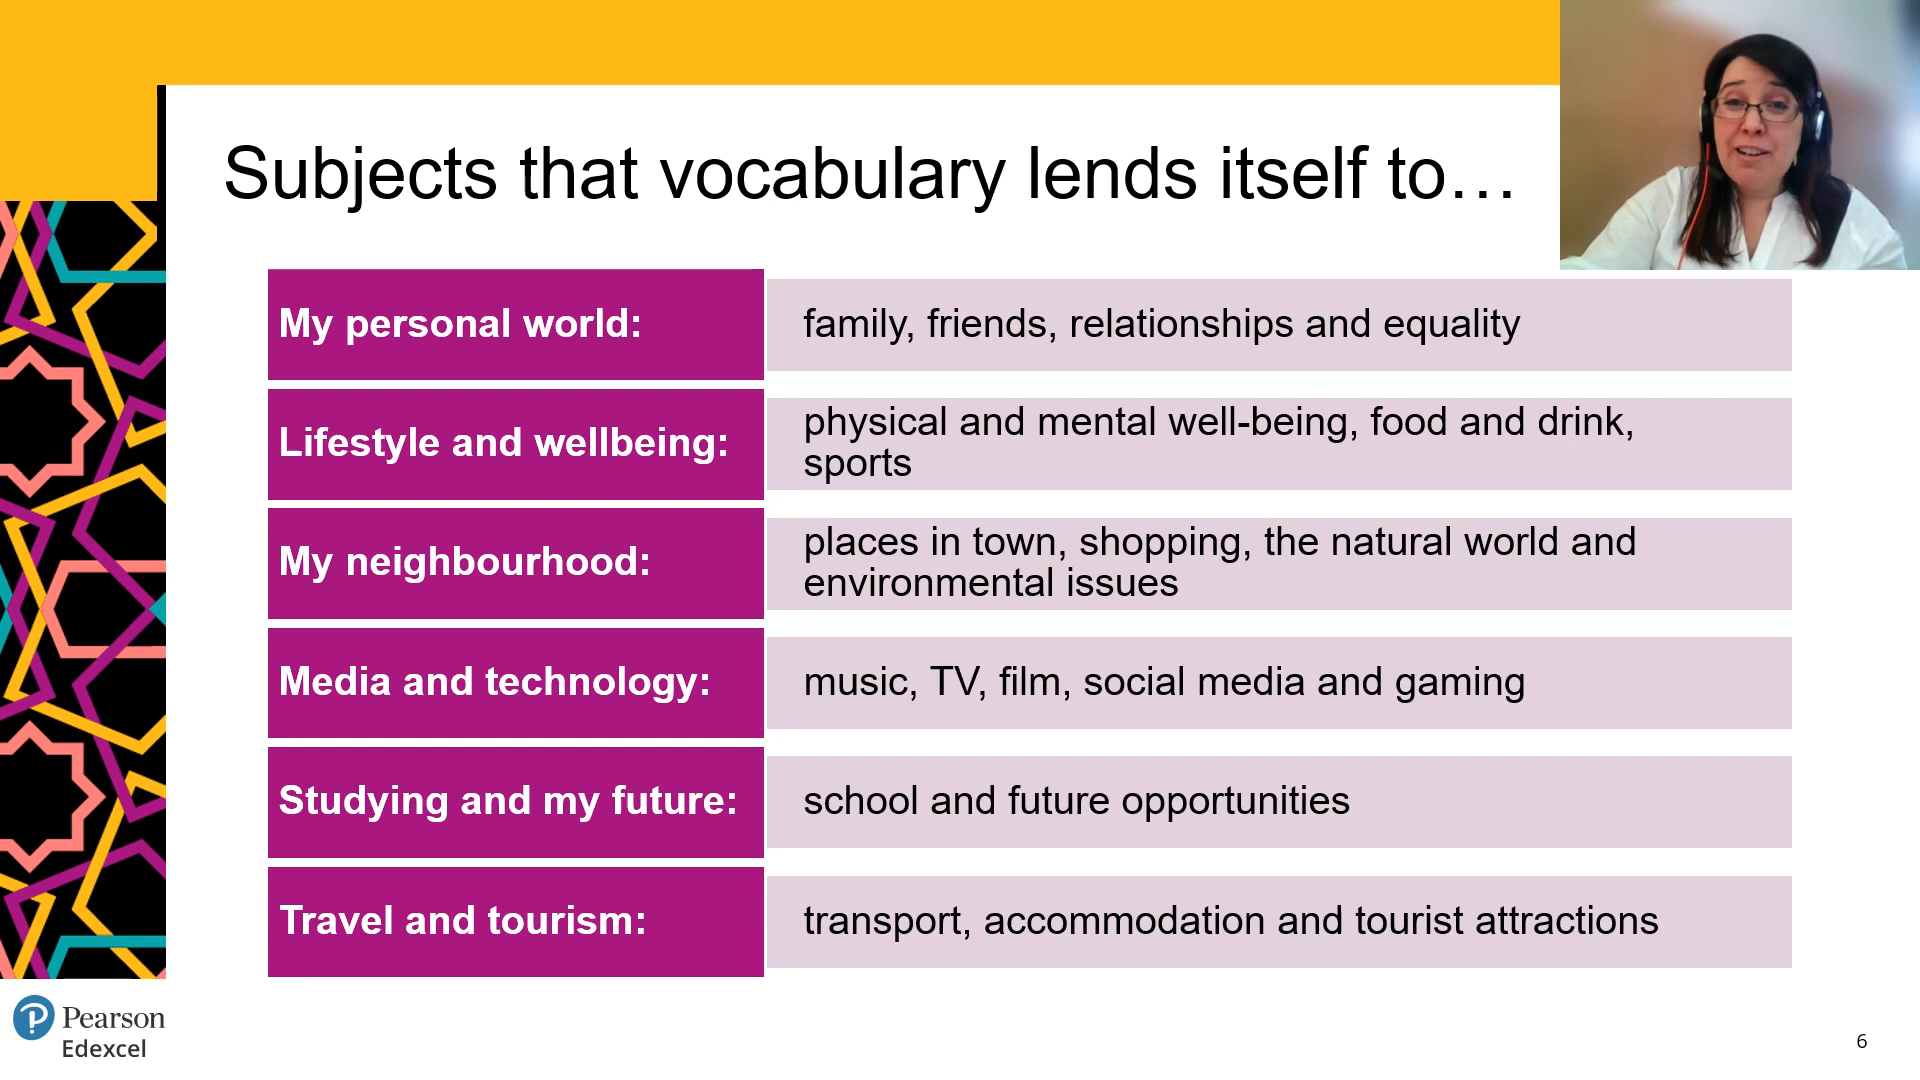 Subjects that vocabulary lends itself to…
My personal world:
family, friends, relationships and equality
Lifestyle and wellbeing:
physical and mental well-being, food and drink,
sports
My neighbourhood:
places in town, shopping, the natural world and
environmental issues
Media and technology:
music, TV, film, social media and gaming
Studying and my future:
school and future opportunities
Travel and tourism:
transport, accommodation and tourist attractions
Pearson
Edexcel
6